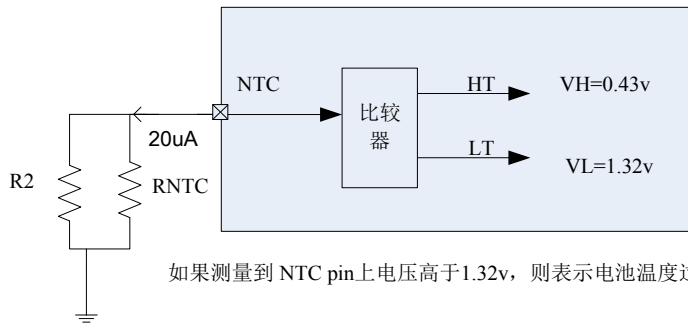 NTC
HT
VH=0.43v
20uA
比较
器
LT
VL=1.32v
R2
RNTC
如果测量到 NTC pin上电压高于1.32v，则表示电池温度过